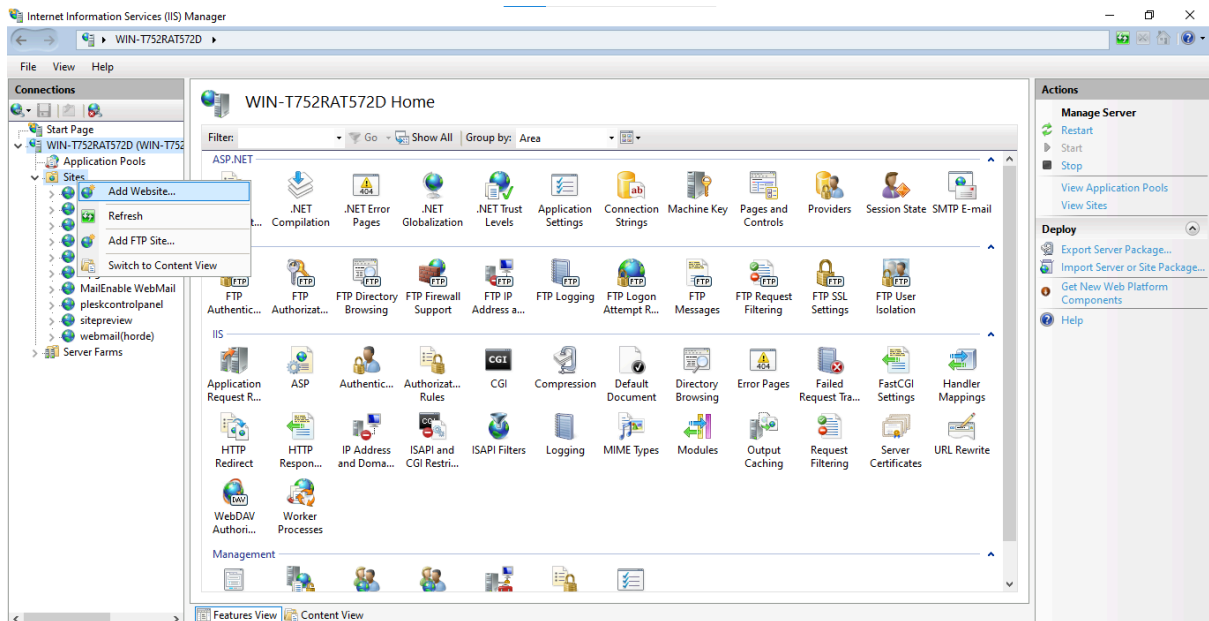 Internet Information Services (IIS) Manager
WIN-T752RAT572D
File View Help
Connections
Start Page
WIN-T752RAT572D (WIN-T752
Application Pools
Sites
Add Website...
Refresh
Add FTP Site...
Switch to Content View
MailEnable WebMail
pleskcontrolpanel
sitepreview
webmail(horde)
Server Farms
WIN-T752RAT572D Home
Filter: Go Show All Group by: Area
ASP.NET
.NET Compilation
.NET Error Pages
.NET Globalization
.NET Trust Levels
Application Settings
Connection Strings
Machine Key
Pages and Controls
Providers
Session State
SMTP E-mail
FTP Authentic...
FTP Authorizat...
FTP Directory Browsing
FTP Firewall Support
FTP IP Address a...
FTP Logging
FTP Logon Attempt R...
FTP Messages
FTP Request Filtering
FTP SSL Settings
FTP User Isolation
IIS
Application Request R...
ASP
Authentic...
Authorizat... Rules
CGI
Compression
Default Document
Directory Browsing
Error Pages
Failed Request Tra...
FastCGI Settings
Handler Mappings
HTTP Redirect
HTTP Respon...
IP Address and Doma...
ISAPI and CGI Restri...
ISAPI Filters
Logging
MIME Types
Modules
Output Caching
Request Filtering
Server Certificates
URL Rewrite
WebDAV Authori...
Worker Processes
Management
Features View Content View
Actions
Manage Server
Restart
Start
Stop
View Application Pools
View Sites
Deploy
Export Server Package...
Import Server or Site Package...
Get New Web Platform
Components
Help